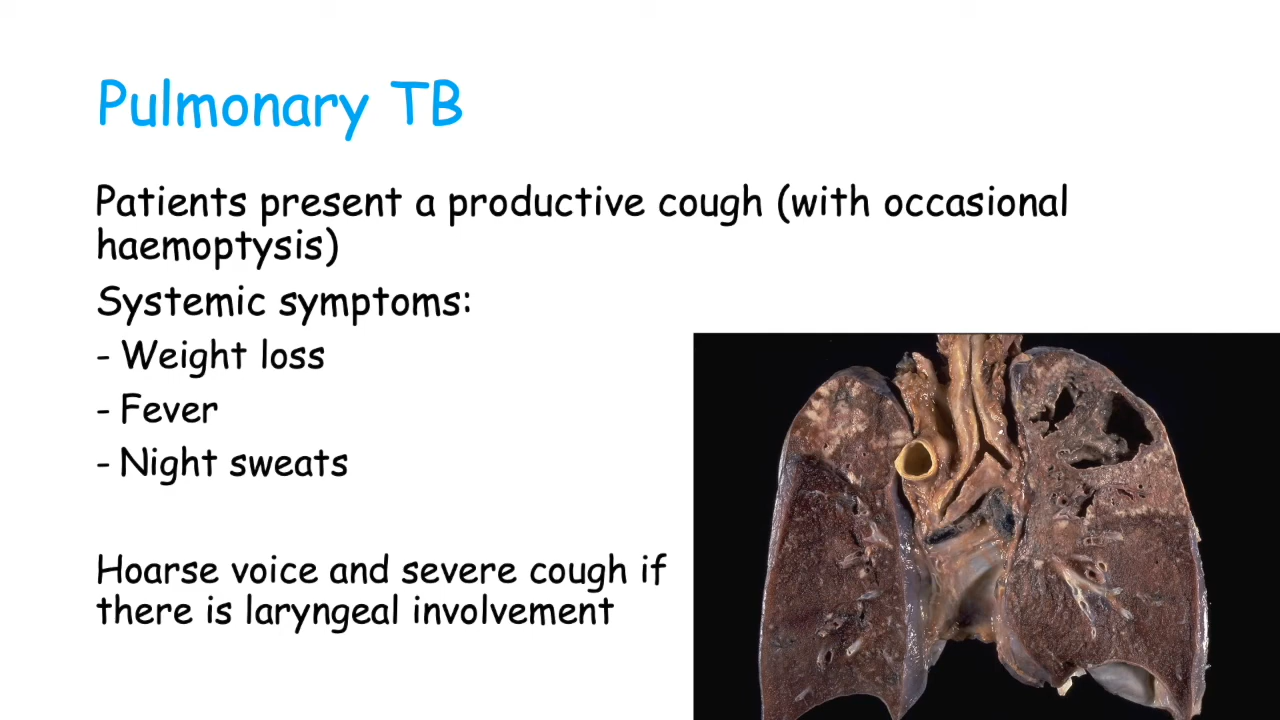 Pulmonary TB
Patients present a productive cough (with occasional
haemoptysis)
Systemic symptoms:
- Weight loss
- Fever
- Night sweats
Hoarse voice and severe cough if
there is laryngeal involvement